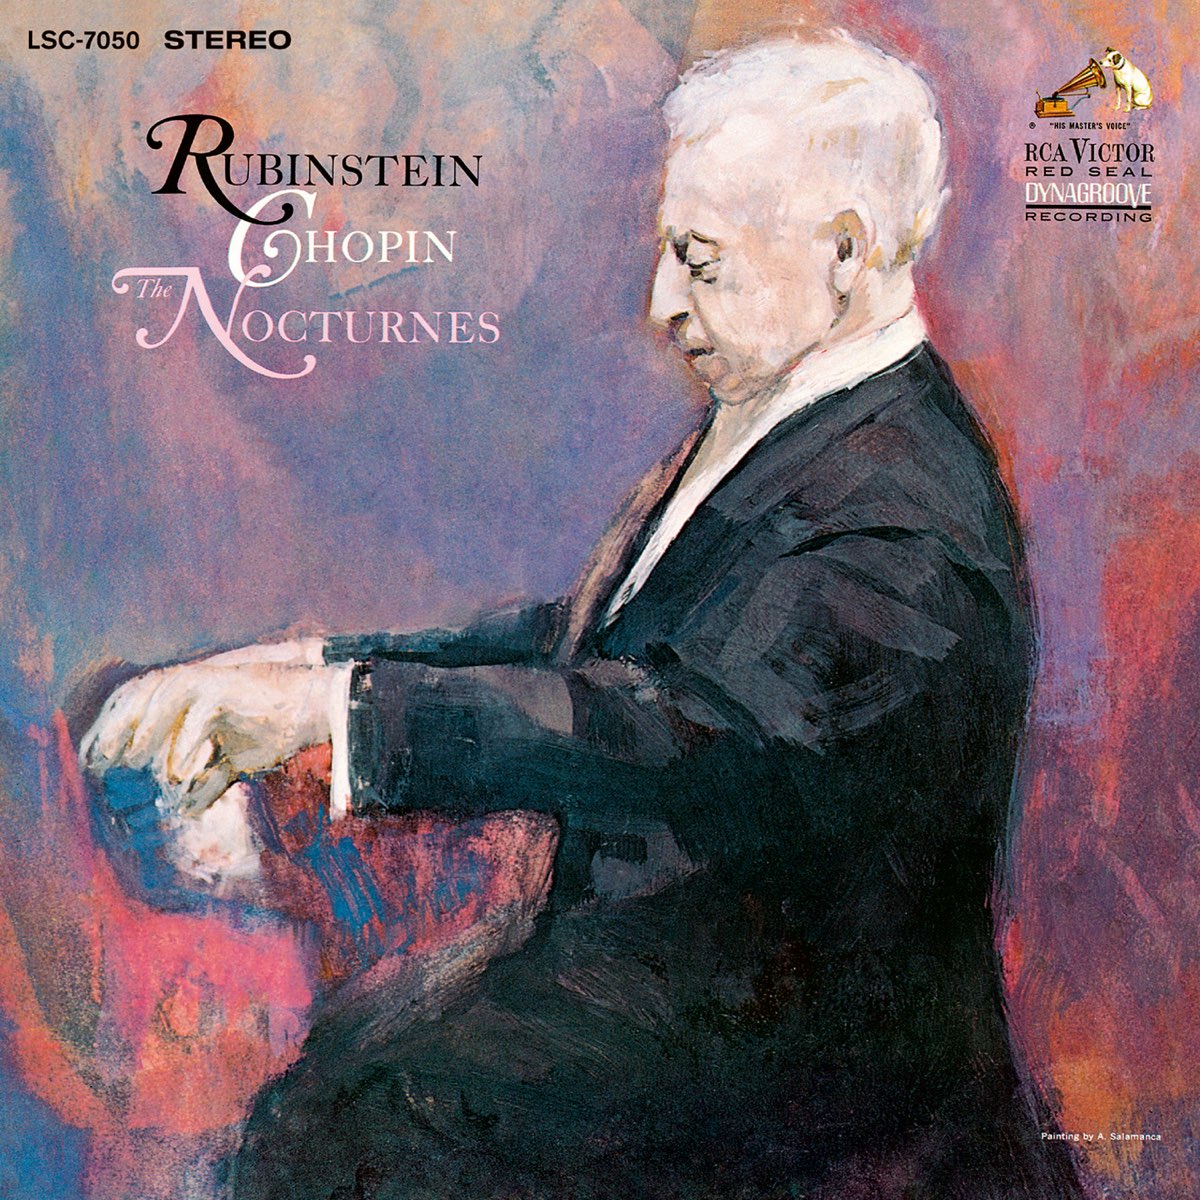 LSC-7050 STEREO
RUBINSTEIN
CHOPIN
The NOCTURNES
® "HIS MASTER'S VOICE"
RCA VICTOR
RED SEAL
DYNAGROOVE
RECORDING
Painting by A. Salamanca